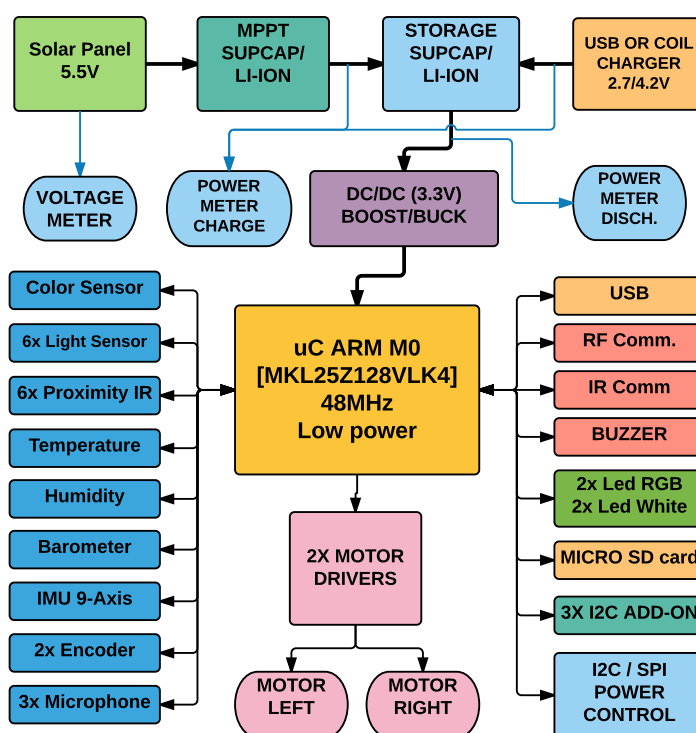 Solar Panel
5.5V
MPPT
SUPCAP/
LI-ION
STORAGE
SUPCAP/
LI-ION
USB OR COIL
CHARGER
2.7/4.2V
VOLTAGE
METER
POWER
METER
CHARGE
DC/DC (3.3V)
BOOST/BUCK
POWER
METER
DISCH.
Color Sensor
6x Light Sensor
6x Proximity IR
Temperature
Humidity
Barometer
IMU 9-Axis
2x Encoder
3x Microphone
uC ARM M0
[MKL25Z128VLK4]
48MHz
Low power
2X MOTOR
DRIVERS
MOTOR
LEFT
MOTOR
RIGHT
USB
RF Comm.
IR Comm
BUZZER
2x Led RGB
2x Led White
MICRO SD card
3X I2C ADD-ON
I2C / SPI
POWER
CONTROL